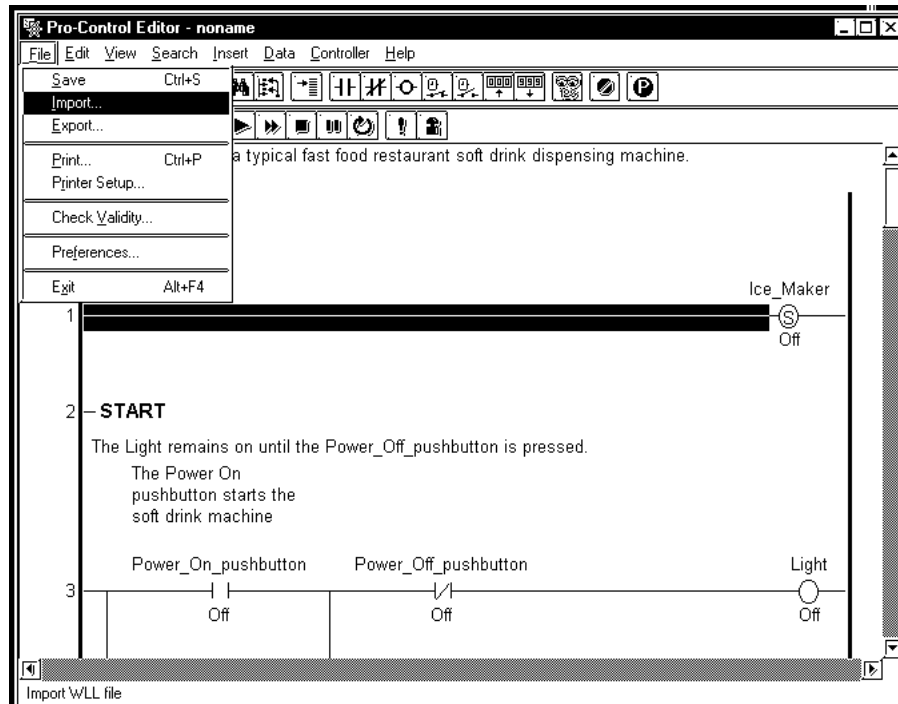 Pro-Control Editor - noname
File Edit View Search Insert Data Controller Help
Save Ctrl+S
Import...
Export...
Print... Ctrl+P
Printer Setup...
Check Validity...
Preferences...
Exit Alt+F4
a typical fast food restaurant soft drink dispensing machine.
Ice_Maker
1
S
Off
2 START
The Light remains on until the Power_Off_pushbutton is pressed.
The Power On
pushbutton starts the
soft drink machine
Power_On_pushbutton Power_Off_pushbutton Light
3
Off Off Off
Import WLL file